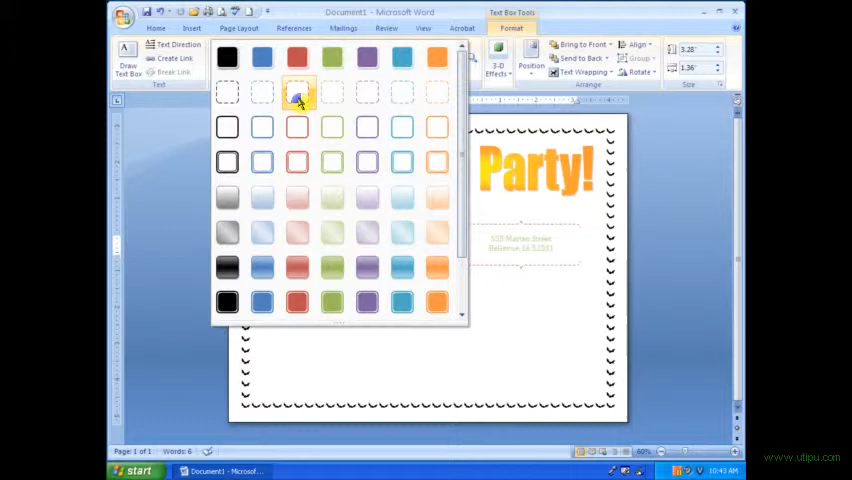 Document1 - Microsoft Word
Text Box Tools
Home Insert Page Layout References Mailings Review View Acrobat Format
Draw Text Box
Text Direction
Create Link
Break Link
Text
3-D Effects
Position
Bring to Front
Send to Back
Text Wrapping
Align
Group
Rotate
Arrange
3.28"
1.36"
Size
Party!
Bellevue IA 52031
Page: 1 of 1 Words: 6 60%
start Document1 - Microsof... 10:43 AM
www.utipu.com